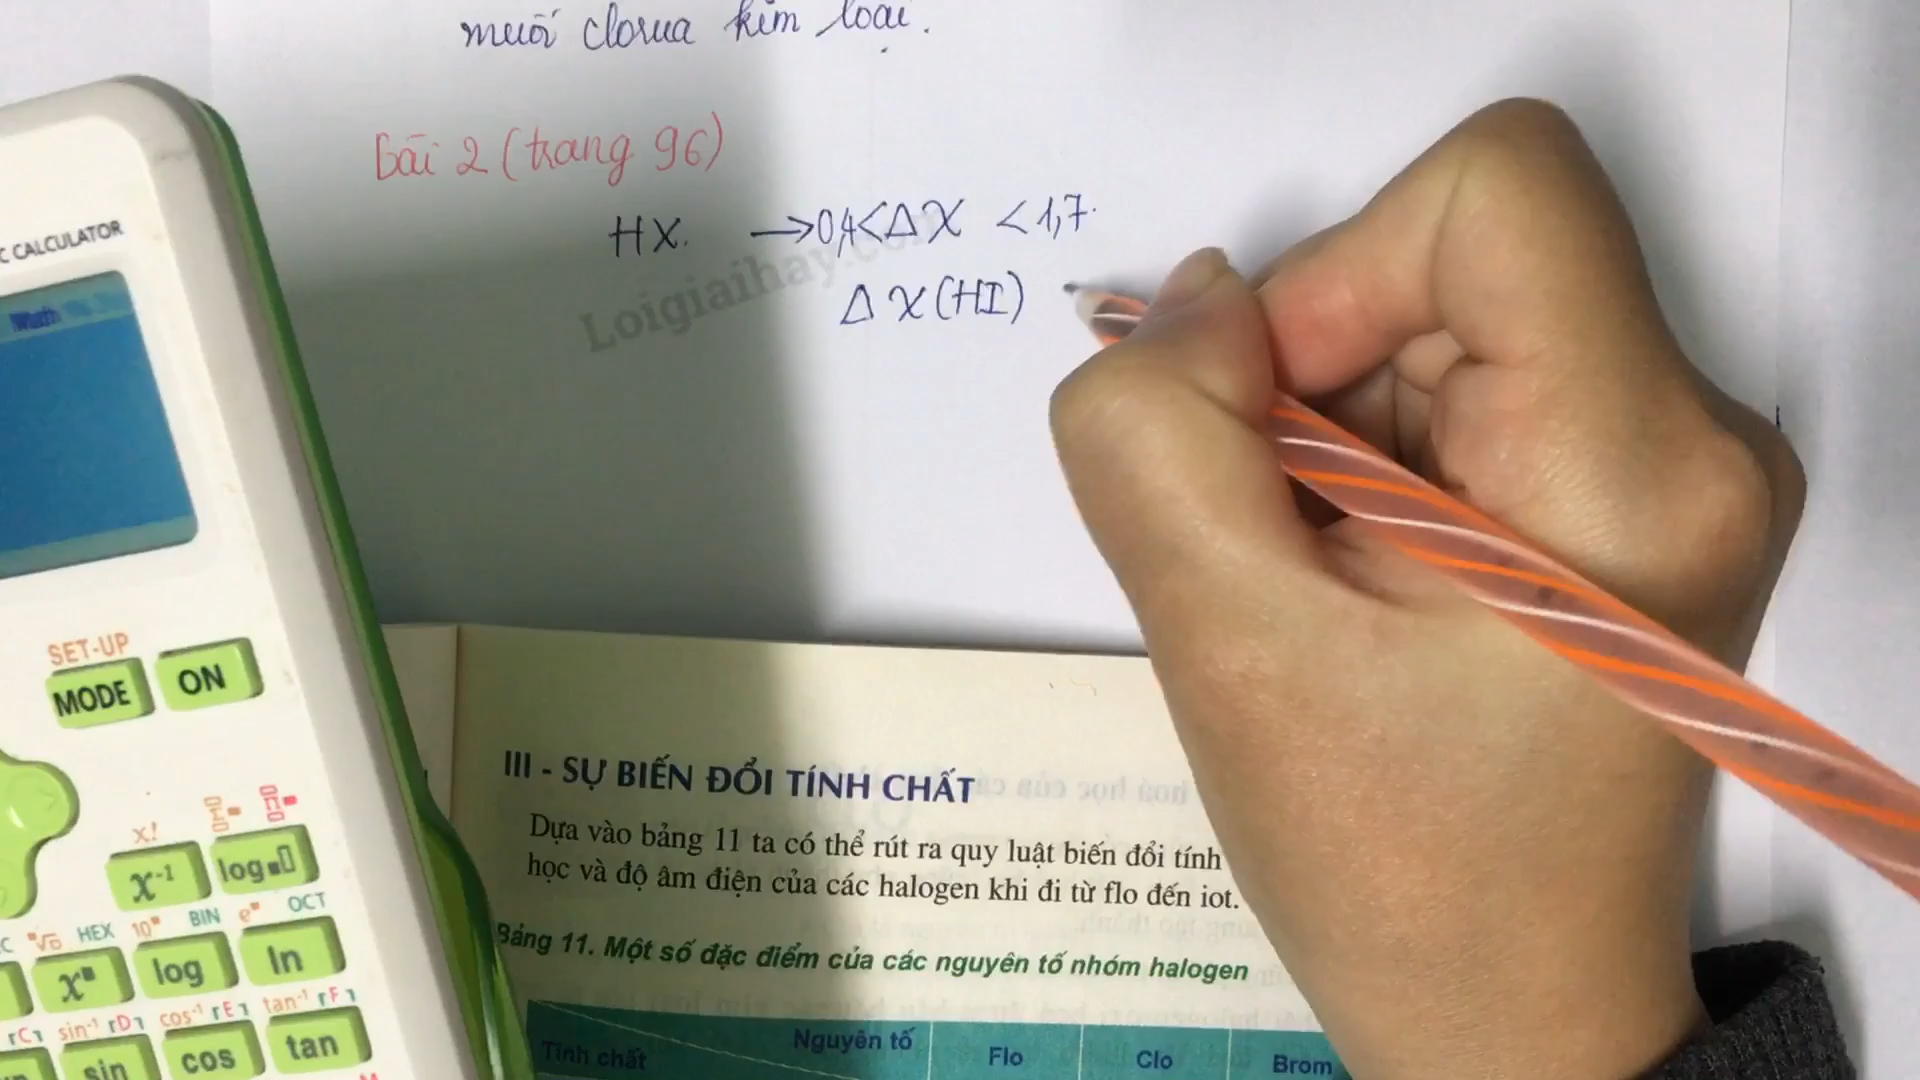 muối clorua kim loại.
Bài 2 (trang 96)
HX. → 0,4 < ΔX < 1,7.
Δ χ (HI)
Loigiaihay.com
C CALCULATOR
Math
SET-UP
MODE ON
x!
x⁻¹ log
HEX 10 BIN e OCT
x log ln
sin⁻¹ D cos⁻¹ E tan⁻¹ F
sin cos tan
M
III - SỰ BIẾN ĐỔI TÍNH CHẤT
Dựa vào bảng 11 ta có thể rút ra quy luật biến đổi tính
học và độ âm điện của các halogen khi đi từ flo đến iot.
Bảng 11. Một số đặc điểm của các nguyên tố nhóm halogen
Nguyên tố
Tính chất Flo Clo Brom